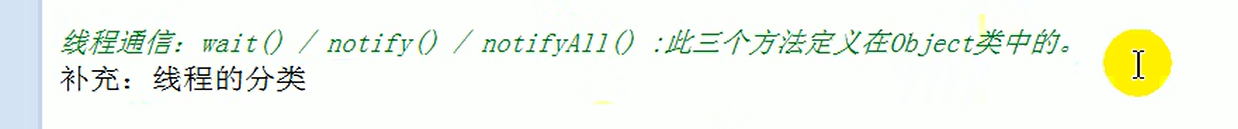 线程通信：wait() / notify() / notifyAll() :此三个方法定义在Object类中的。
补充：线程的分类